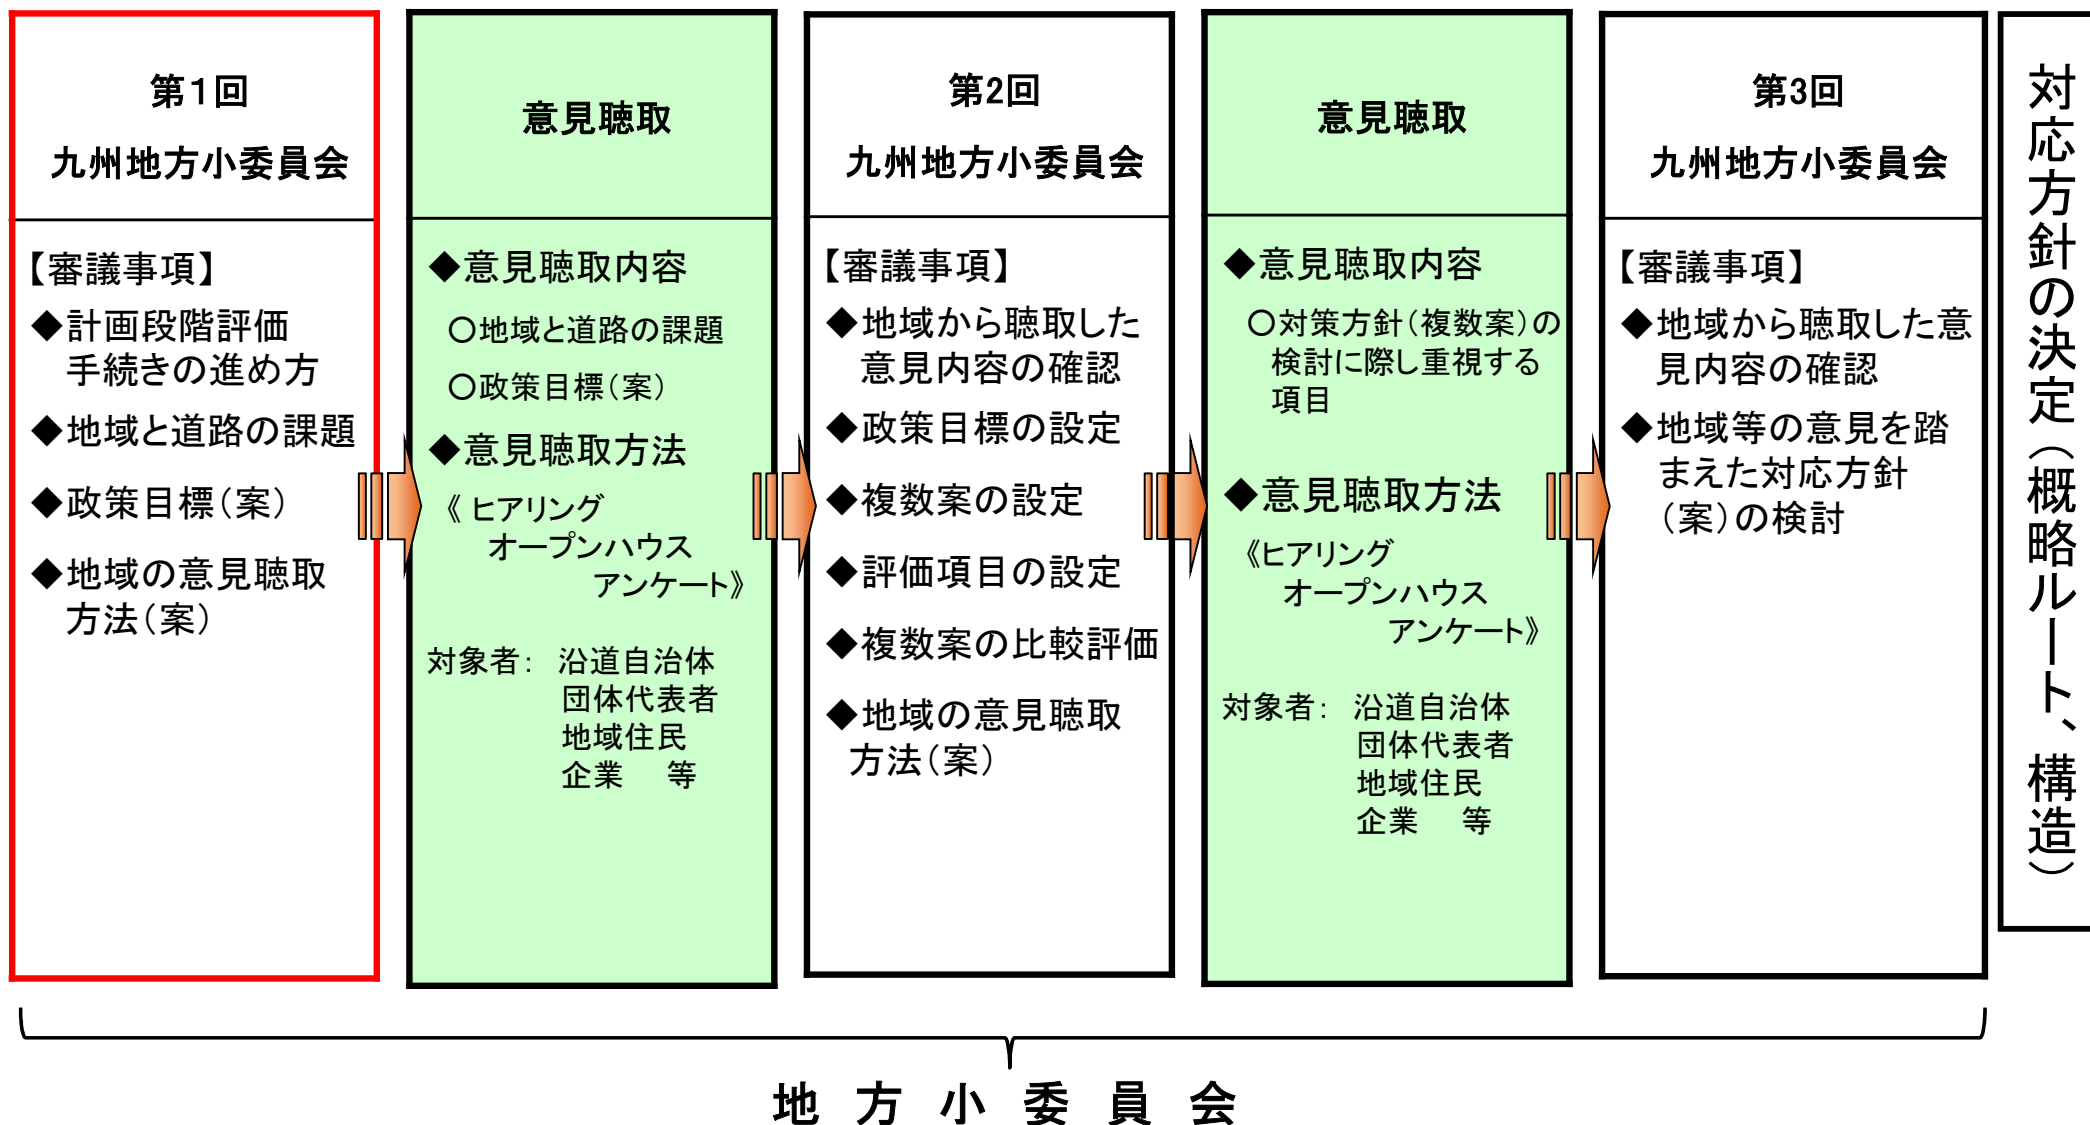 第1回
九州地方小委員会
【審議事項】
◆計画段階評価
手続きの進め方
◆地域と道路の課題
◆政策目標(案)
◆地域の意見聴取
方法(案)
意見聴取
◆意見聴取内容
○地域と道路の課題
○政策目標(案)
◆意見聴取方法
《 ヒアリング
オープンハウス
アンケート》
対象者: 沿道自治体
団体代表者
地域住民
企業 等
第2回
九州地方小委員会
【審議事項】
◆地域から聴取した
意見内容の確認
◆政策目標の設定
◆複数案の設定
◆評価項目の設定
◆複数案の比較評価
◆地域の意見聴取
方法(案)
意見聴取
◆意見聴取内容
○対策方針(複数案)の
検討に際し重視する
項目
◆意見聴取方法
《ヒアリング
オープンハウス
アンケート》
対象者: 沿道自治体
団体代表者
地域住民
企業 等
第3回
九州地方小委員会
【審議事項】
◆地域から聴取した意
見内容の確認
◆地域等の意見を踏
まえた対応方針
(案)の検討
対応方針の決定(概略ルート、構造)
地方小委員会